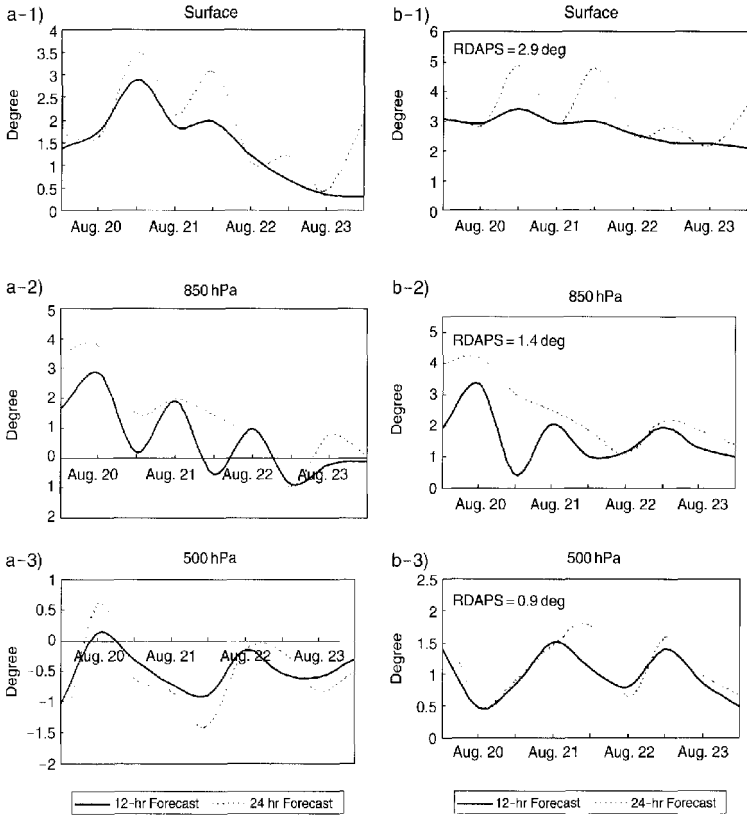 a-1) Surface
Degree
4
3.5
3
2.5
2
1.5
1
0.5
0
Aug. 20 Aug. 21 Aug. 22 Aug. 23
b-1) Surface
RDAPS = 2.9 deg
Degree
6
5
4
3
2
1
0
Aug. 20 Aug. 21 Aug. 22 Aug. 23
a-2) 850 hPa
Degree
5
4
3
2
1
0
1
2
Aug. 20 Aug. 21 Aug. 22 Aug. 23
b-2) 850 hPa
RDAPS = 1.4 deg
Degree
5
4
3
2
1
0
Aug. 20 Aug. 21 Aug. 22 Aug. 23
a-3) 500 hPa
Degree
1
0.5
0
-0.5
-1
-1.5
-2
Aug. 20 Aug. 21 Aug. 22 Aug. 23
b-3) 500 hPa
RDAPS = 0.9 deg
Degree
2.5
2
1.5
1
0.5
0
Aug. 20 Aug. 21 Aug. 22 Aug. 23
12-hr Forecast 24 hr Forecast
12-hr Forecast 24-hr Forecast